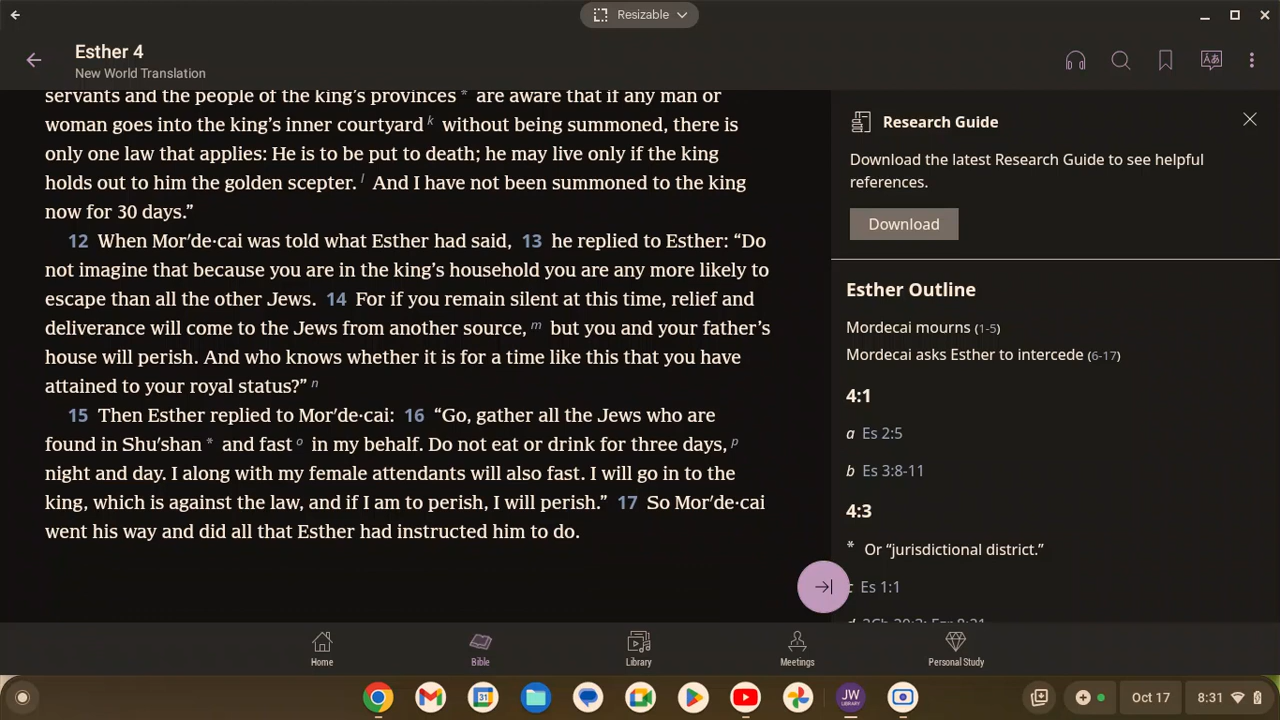 Resizable
Esther 4
New World Translation
servants and the people of the king’s provinces * are aware that if any man or
woman goes into the king’s inner courtyard k without being summoned, there is
only one law that applies: He is to be put to death; he may live only if the king
holds out to him the golden scepter. l And I have not been summoned to the king
now for 30 days.”
12 When Mor′de·cai was told what Esther had said, 13 he replied to Esther: “Do
not imagine that because you are in the king’s household you are any more likely to
escape than all the other Jews. 14 For if you remain silent at this time, relief and
deliverance will come to the Jews from another source, m but you and your father’s
house will perish. And who knows whether it is for a time like this that you have
attained to your royal status?” n
15 Then Esther replied to Mor′de·cai: 16 “Go, gather all the Jews who are
found in Shu′shan * and fast o in my behalf. Do not eat or drink for three days, p
night and day. I along with my female attendants will also fast. I will go in to the
king, which is against the law, and if I am to perish, I will perish.” 17 So Mor′de·cai
went his way and did all that Esther had instructed him to do.
Research Guide
Download the latest Research Guide to see helpful
references.
Download
Esther Outline
Mordecai mourns (1-5)
Mordecai asks Esther to intercede (6-17)
4:1
a Es 2:5
b Es 3:8-11
4:3
* Or “jurisdictional district.”
c Es 1:1
Home
Bible
Library
Meetings
Personal Study
31
JW
LIBRARY
Oct 17
8:31